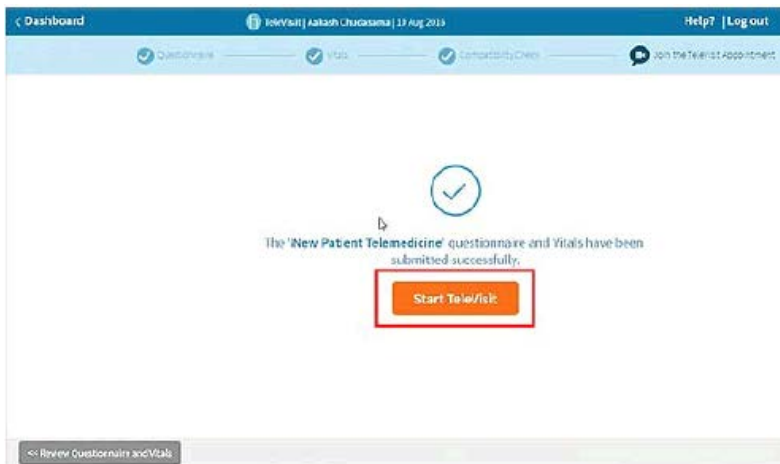 < Dashboard
TeleVisit | Aakash Chudasama | 19 Aug 2015
Help? | Log out
Questionnaire
Vitals
Compatibility Check
Join the TeleVisit Appointment
The 'iNew Patient Telemedicine' questionnaire and Vitals have been
submitted successfully.
Start TeleVisit
<< Review Questionnaire and Vitals